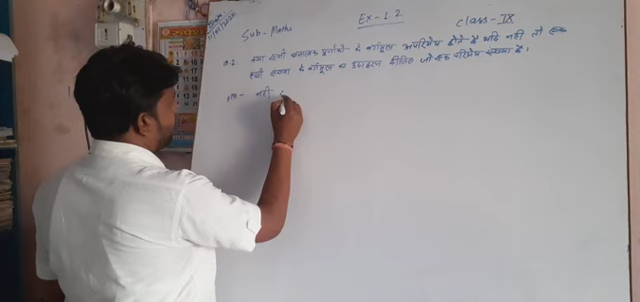 Sub- Maths
Ex-1.2
Class-IX
Q.2 क्या सभी धनात्मक पूर्णांकों के वर्गमूल अपरिमेय होते हैं यदि नहीं तो एक
ऐसी संख्या के वर्गमूल का उदाहरण दीजिए जो एक परिमेय संख्या है।
नहीं